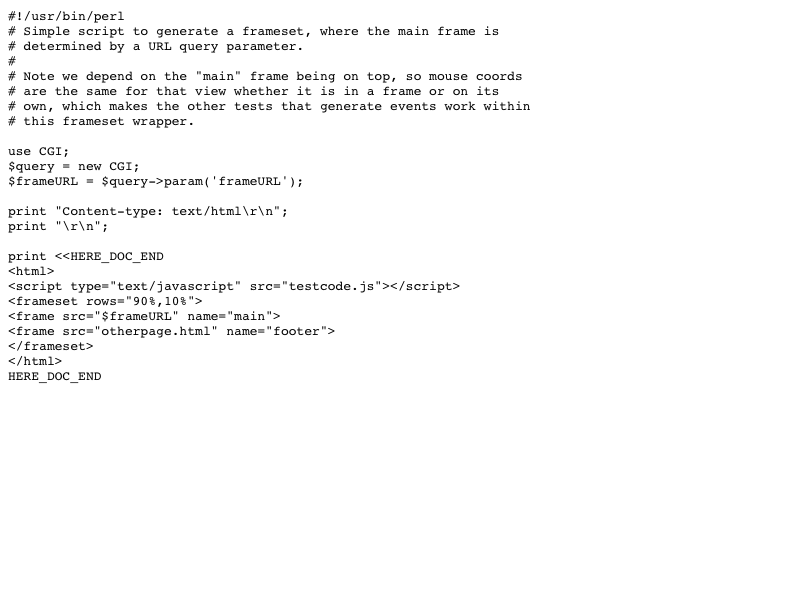 #!/usr/bin/perl
# Simple script to generate a frameset, where the main frame is
# determined by a URL query parameter.
#
# Note we depend on the "main" frame being on top, so mouse coords
# are the same for that view whether it is in a frame or on its
# own, which makes the other tests that generate events work within
# this frameset wrapper.

use CGI;
$query = new CGI;
$frameURL = $query->param('frameURL');

print "Content-type: text/html\r\n";
print "\r\n";

print <<HERE_DOC_END
<html>
<script type="text/javascript" src="testcode.js"></script>
<frameset rows="90%,10%">
<frame src="$frameURL" name="main">
<frame src="otherpage.html" name="footer">
</frameset>
</html>
HERE_DOC_END